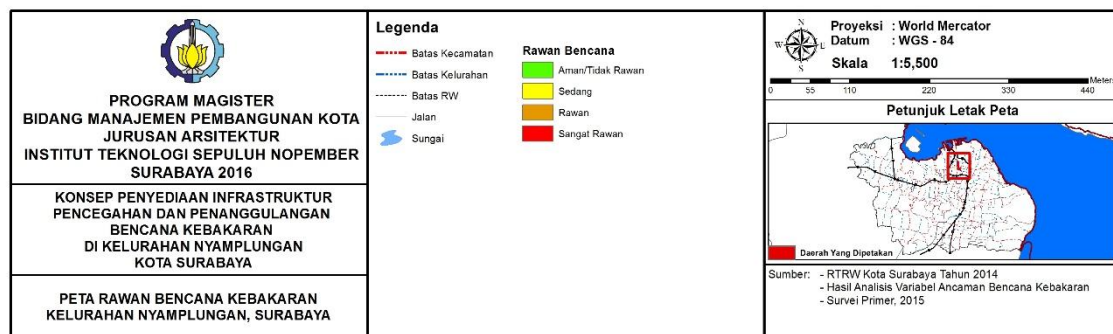 PROGRAM MAGISTER
BIDANG MANAJEMEN PEMBANGUNAN KOTA
JURUSAN ARSITEKTUR
INSTITUT TEKNOLOGI SEPULUH NOPEMBER
SURABAYA 2016
KONSEP PENYEDIAAN INFRASTRUKTUR
PENCEGAHAN DAN PENANGGULANGAN
BENCANA KEBAKARAN
DI KELURAHAN NYAMPLUNGAN
KOTA SURABAYA
PETA RAWAN BENCANA KEBAKARAN
KELURAHAN NYAMPLUNGAN, SURABAYA
Legenda
Batas Kecamatan
Batas Kelurahan
Batas RW
Jalan
Sungai
Rawan Bencana
Aman/Tidak Rawan
Sedang
Rawan
Sangat Rawan
N
W
L
S
Proyeksi : World Mercator
Datum : WGS - 84
Skala 1:5,500
Meters
0 55 110 220 330 440
Petunjuk Letak Peta
Daerah Yang Dipetakan
Sumber: - RTRW Kota Surabaya Tahun 2014
- Hasil Analisis Variabel Ancaman Bencana Kebakaran
- Survei Primer, 2015